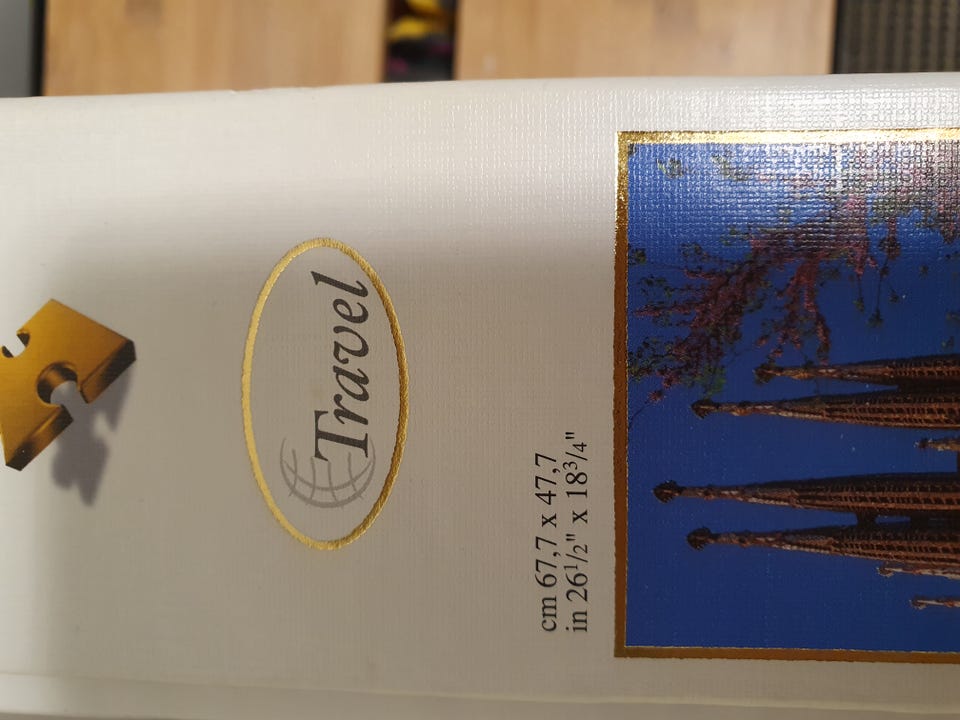 Travel
cm 67,7 x 47,7
in 26¹/₂" x 18³/₄"